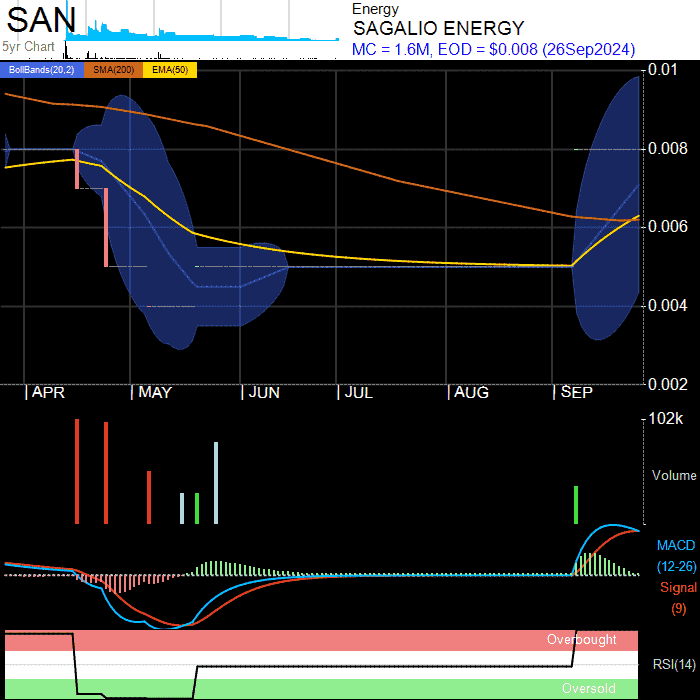 SAN
5yr Chart
Energy
SAGALIO ENERGY
MC = 1.6M, EOD = $0.008 (26Sep2024)
BollBands(20,2) SMA(200) EMA(50)
0.01
0.008
0.006
0.004
0.002
APR MAY JUN JUL AUG SEP
102k
Volume
MACD
(12-26)
Signal
(9)
Overbought
RSI(14)
Oversold